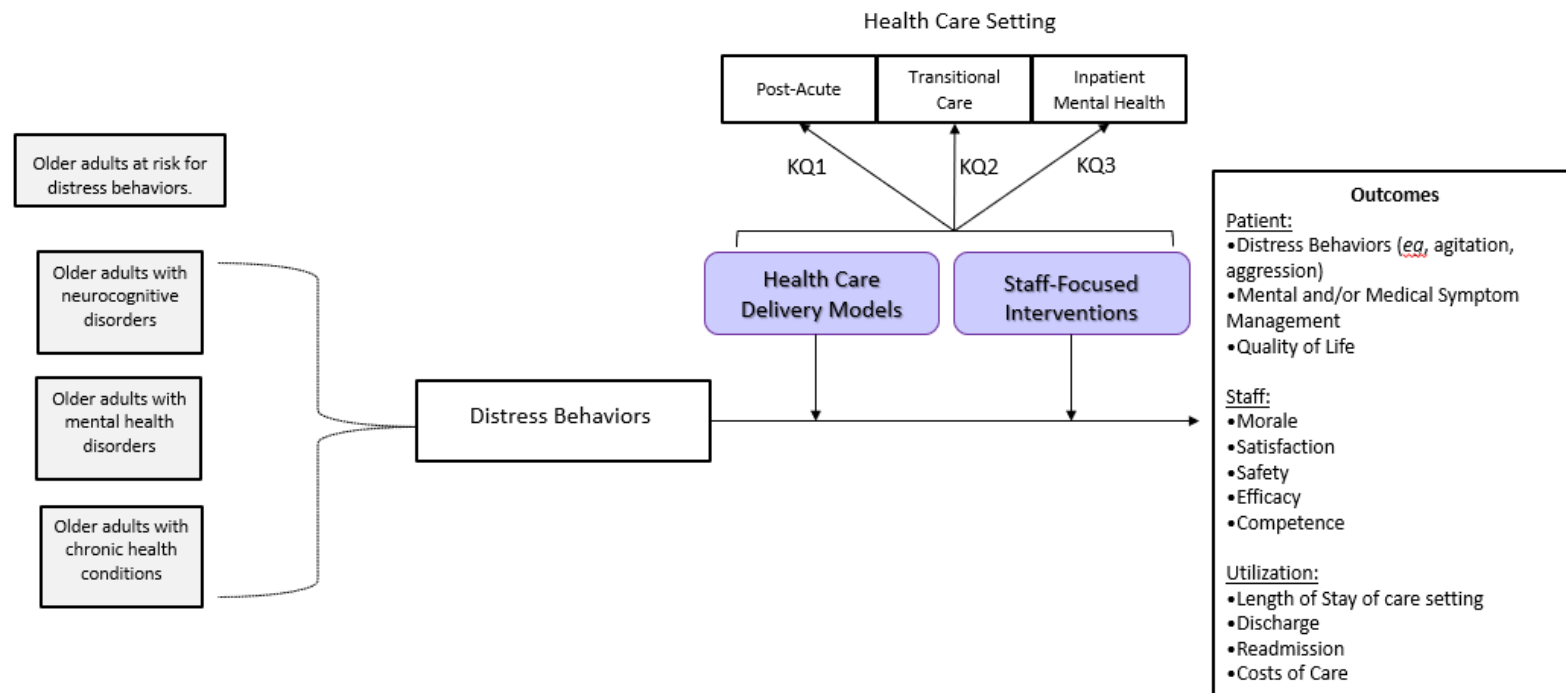 Health Care Setting
Post-Acute
Transitional
Care
Inpatient
Mental Health
KQ1
KQ2
KQ3
Older adults at risk for
distress behaviors.
Older adults with
neurocognitive
disorders
Older adults with
mental health
disorders
Older adults with
chronic health
conditions
Distress Behaviors
Health Care
Delivery Models
Staff-Focused
Interventions
Outcomes
Patient:
•Distress Behaviors (eg, agitation,
aggression)
•Mental and/or Medical Symptom
Management
•Quality of Life
Staff:
•Morale
•Satisfaction
•Safety
•Efficacy
•Competence
Utilization:
•Length of Stay of care setting
•Discharge
•Readmission
•Costs of Care